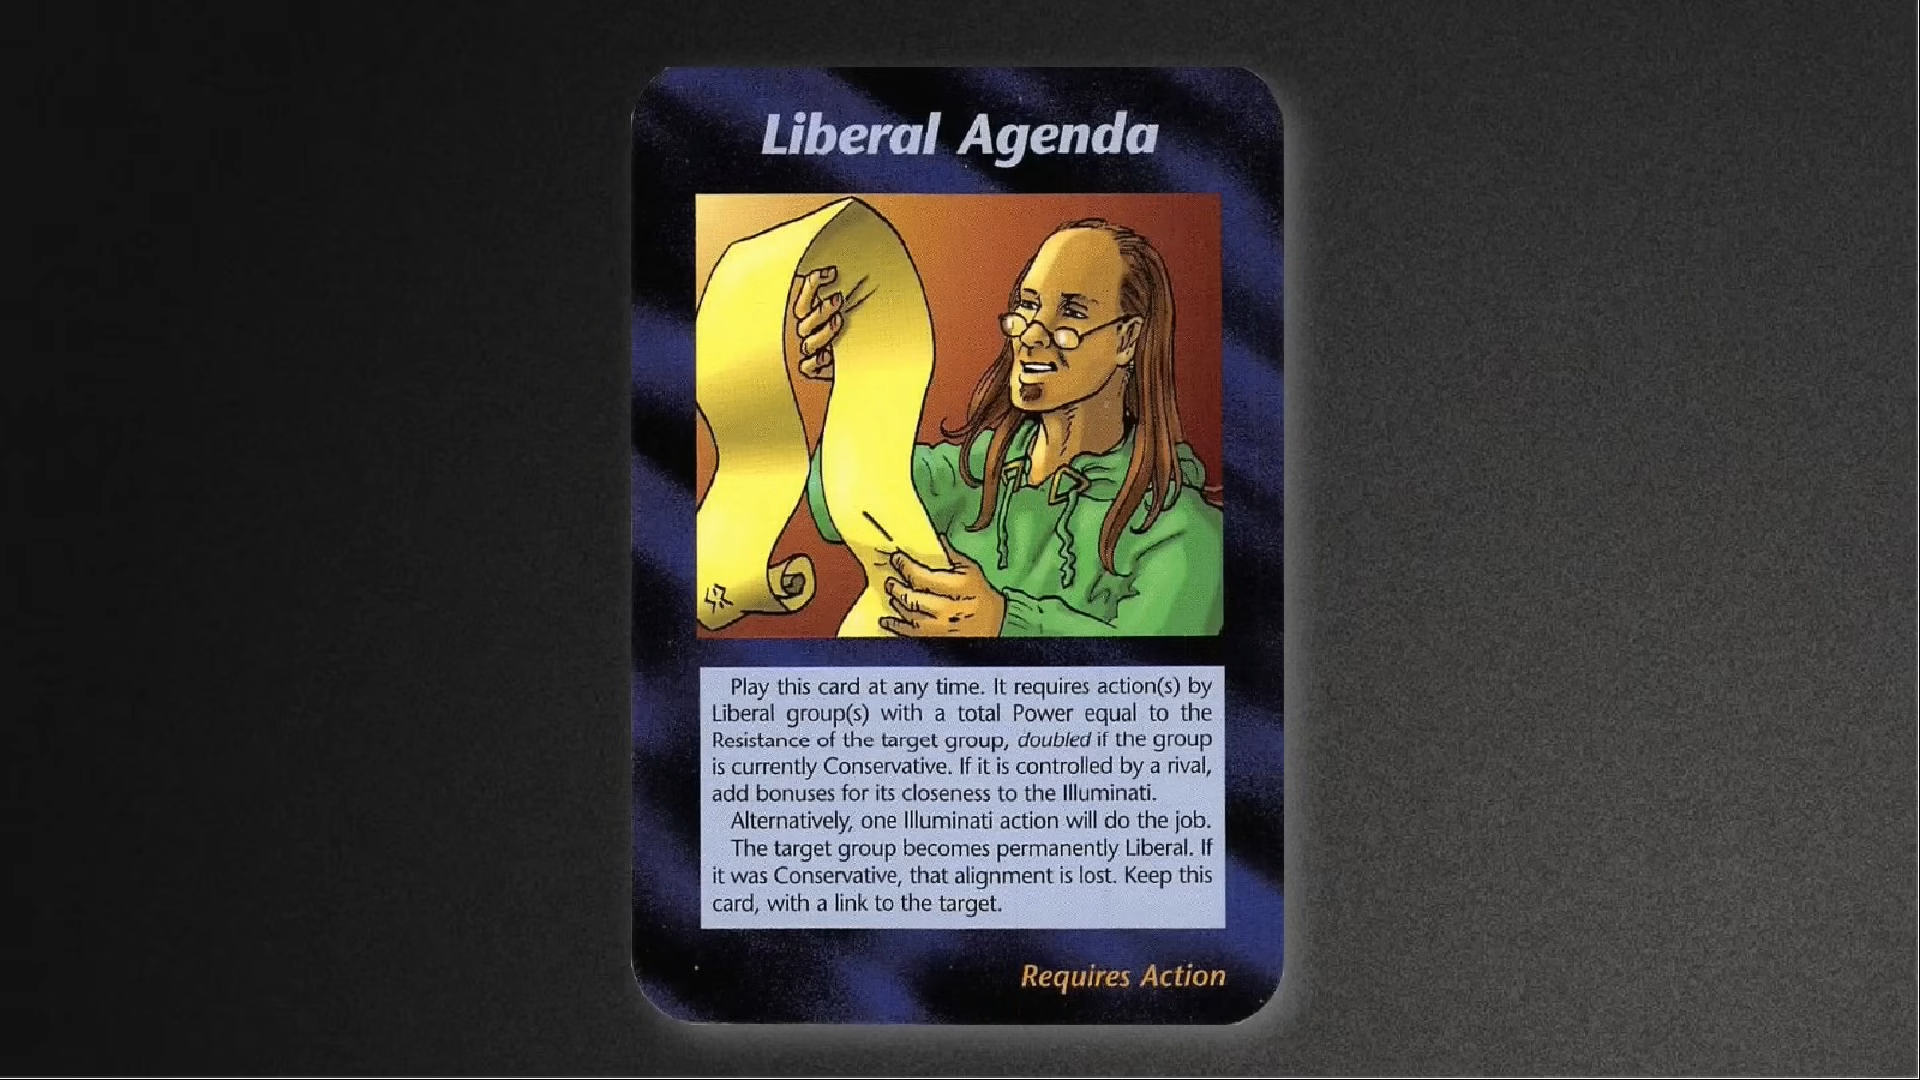 Liberal Agenda
Play this card at any time. It requires action(s) by
Liberal group(s) with a total Power equal to the
Resistance of the target group, doubled if the group
is currently Conservative. If it is controlled by a rival,
add bonuses for its closeness to the Illuminati.
Alternatively, one Illuminati action will do the job.
The target group becomes permanently Liberal. If
it was Conservative, that alignment is lost. Keep this
card, with a link to the target.
Requires Action